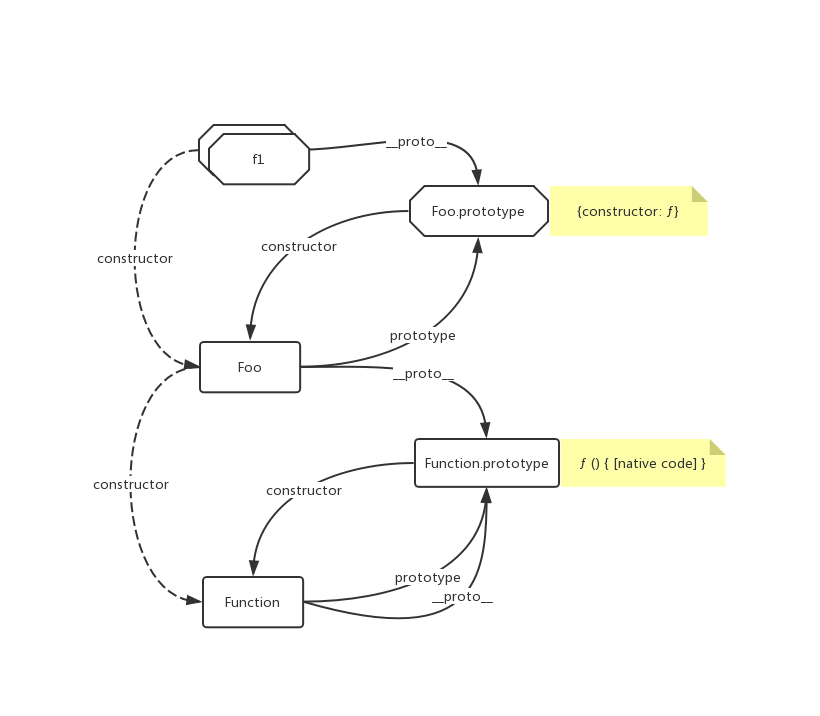 f1
__proto__
Foo.prototype
{constructor: ƒ}
constructor
constructor
prototype
Foo
__proto__
Function.prototype
ƒ () { [native code] }
constructor
constructor
prototype
__proto__
Function